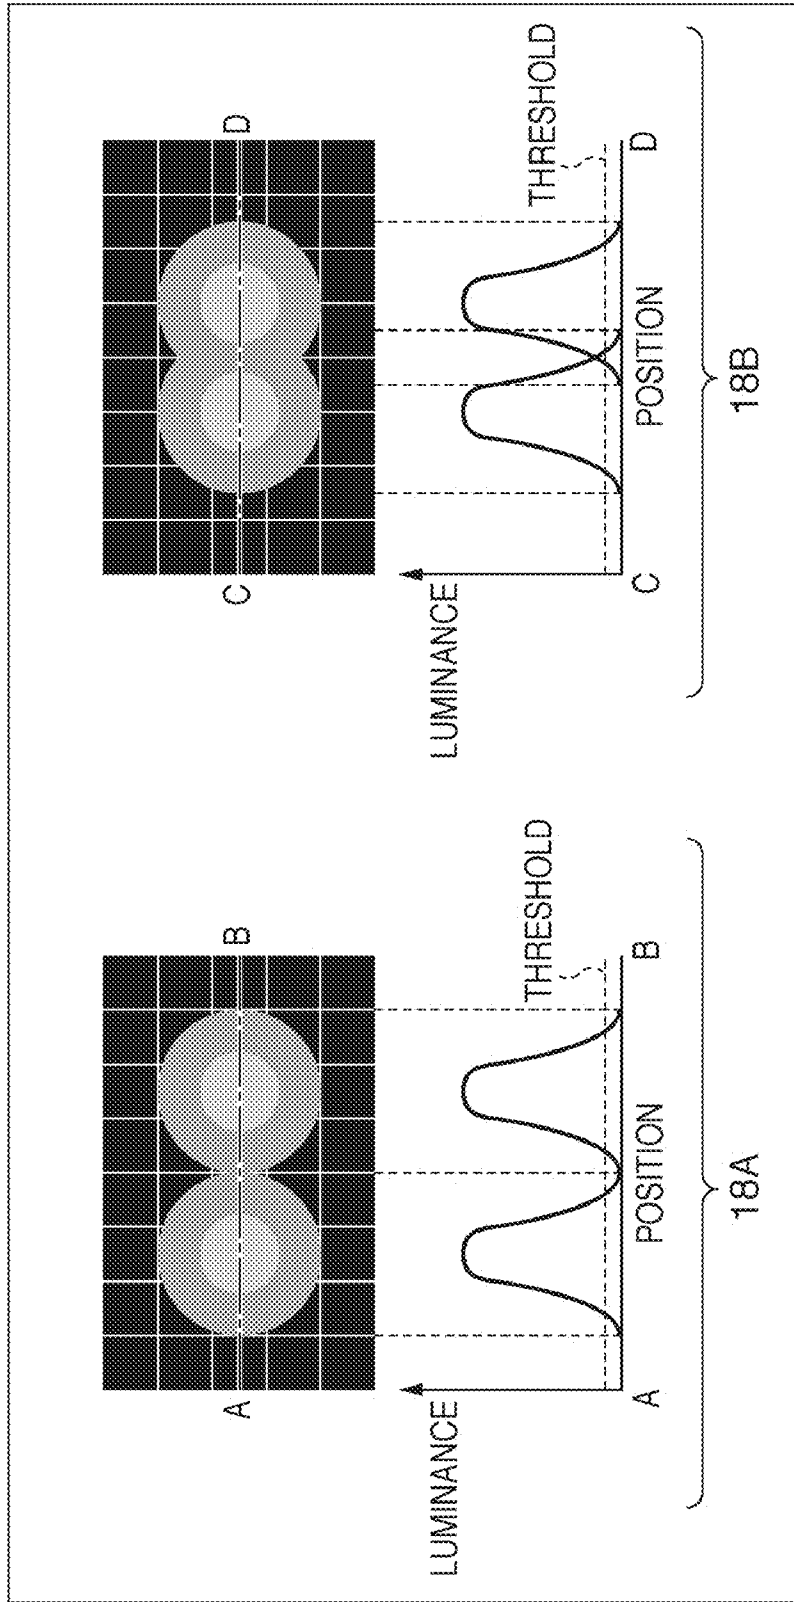 A
B
LUMINANCE
THRESHOLD
A
POSITION
B
18A
C
D
LUMINANCE
THRESHOLD
C
POSITION
D
18B